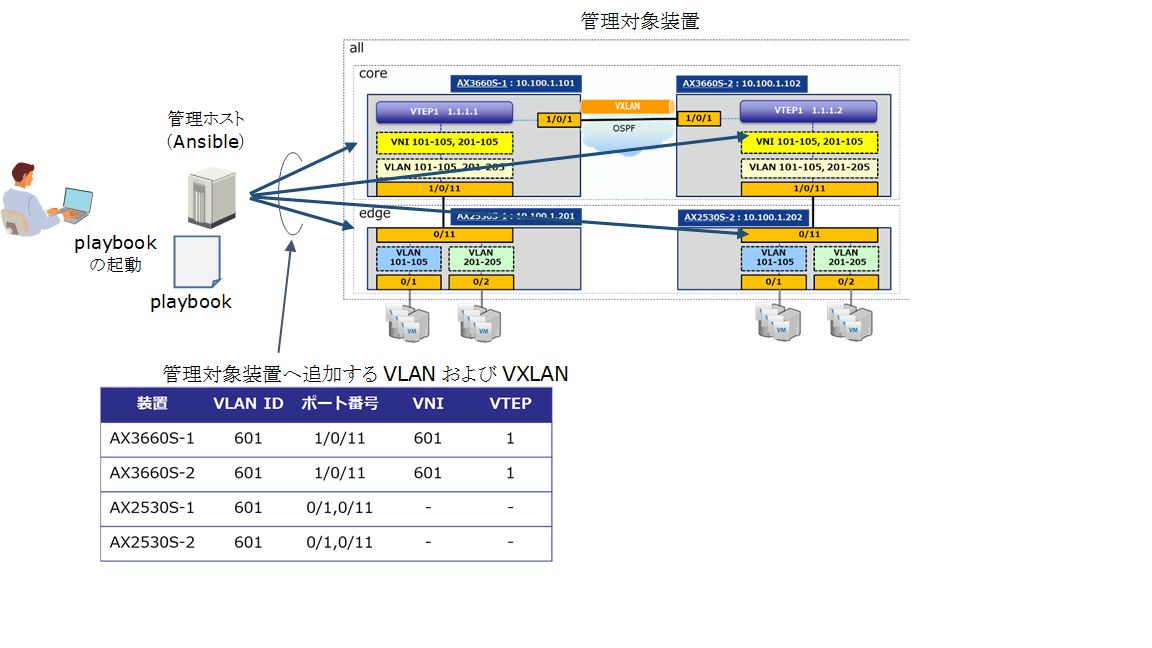 管理対象装置
all
core
AX3660S-1 : 10.100.1.101
AX3660S-2 : 10.100.1.102
VTEP1 1.1.1.1
1/0/1
VXLAN
OSPF
1/0/1
VTEP1 1.1.1.2
VNI 101-105, 201-105
VNI 101-105, 201-105
VLAN 101-105, 201-205
VLAN 101-105, 201-205
1/0/11
1/0/11
管理ホスト
(Ansible)
edge
AX2530S-1 : 10.100.1.201
AX2530S-2 : 10.100.1.202
0/11
0/11
VLAN
101-105
VLAN
201-205
VLAN
101-105
VLAN
201-205
0/1
0/2
0/1
0/2
VM
VM
VM
VM
playbook
の起動
playbook
管理対象装置へ追加する VLAN および VXLAN
装置 VLAN ID ポート番号 VNI VTEP
AX3660S-1 601 1/0/11 601 1
AX3660S-2 601 1/0/11 601 1
AX2530S-1 601 0/1,0/11 - -
AX2530S-2 601 0/1,0/11 - -